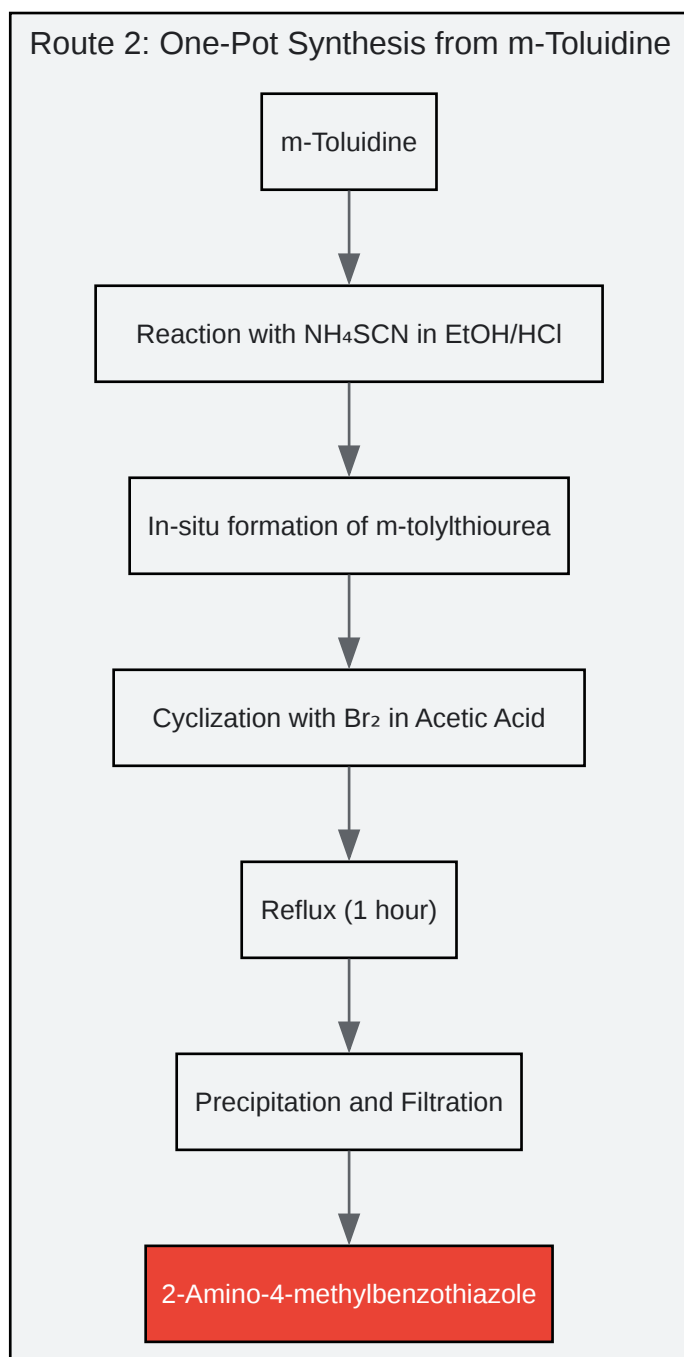 Route 2: One-Pot Synthesis from m-Toluidine
m-Toluidine
Reaction with NH₄SCN in EtOH/HCl
In-situ formation of m-tolylthiourea
Cyclization with Br₂ in Acetic Acid
Reflux (1 hour)
Precipitation and Filtration
2-Amino-4-methylbenzothiazole